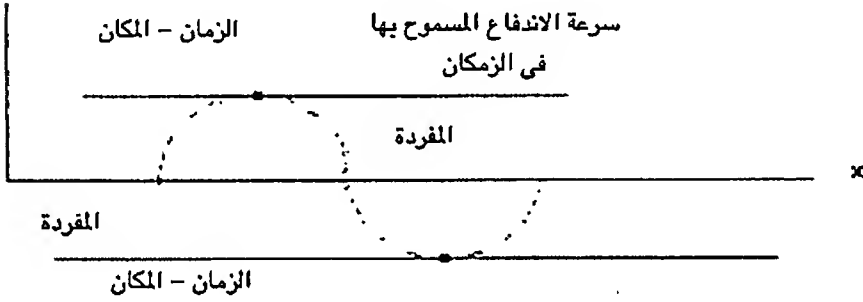 الزمان - المكان
سرعة الاندفاع المسموح بها
فى الزمكان
المفردة
x
المفردة
الزمان - المكان